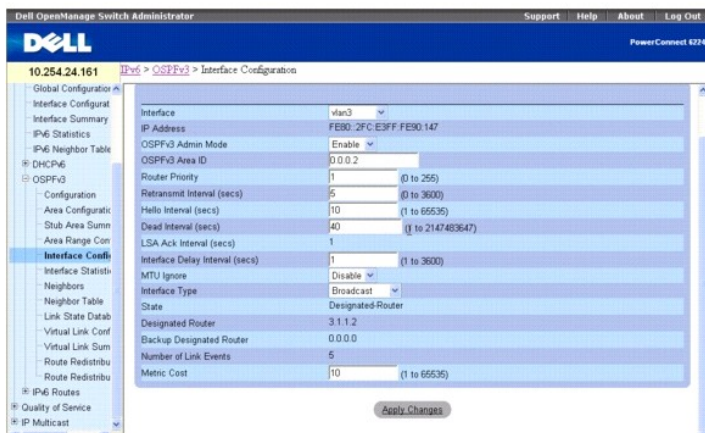 Dell OpenManage Switch Administrator
Support Help About Log Out
DELL
PowerConnect 6224
10.254.24.161
IPv6 > OSPFv3 > Interface Configuration
Global Configuration
Interface Configurat
Interface Summary
IPv6 Statistics
IPv6 Neighbor Table
DHCPv6
OSPFv3
Configuration
Area Configuratic
Stub Area Summ
Area Range Con
Interface Config
Interface Statistic
Neighbors
Neighbor Table
Link State Datab
Virtual Link Conf
Virtual Link Sum
Route Redistribu
Route Redistribu
IPv6 Routes
Quality of Service
IP Multicast
Interface vlan3
IP Address FE80::2FC:E3FF:FE90:147
OSPFv3 Admin Mode Enable
OSPFv3 Area ID 0.0.0.2
Router Priority 1 (0 to 255)
Retransmit Interval (secs) 5 (0 to 3600)
Hello Interval (secs) 10 (1 to 65535)
Dead Interval (secs) 40 (1 to 2147483647)
LSA Ack Interval (secs) 1
Interface Delay Interval (secs) 1 (1 to 3600)
MTU Ignore Disable
Interface Type Broadcast
State Designated-Router
Designated Router 3.1.1.2
Backup Designated Router 0.0.0.0
Number of Link Events 5
Metric Cost 10 (1 to 65535)
Apply Changes